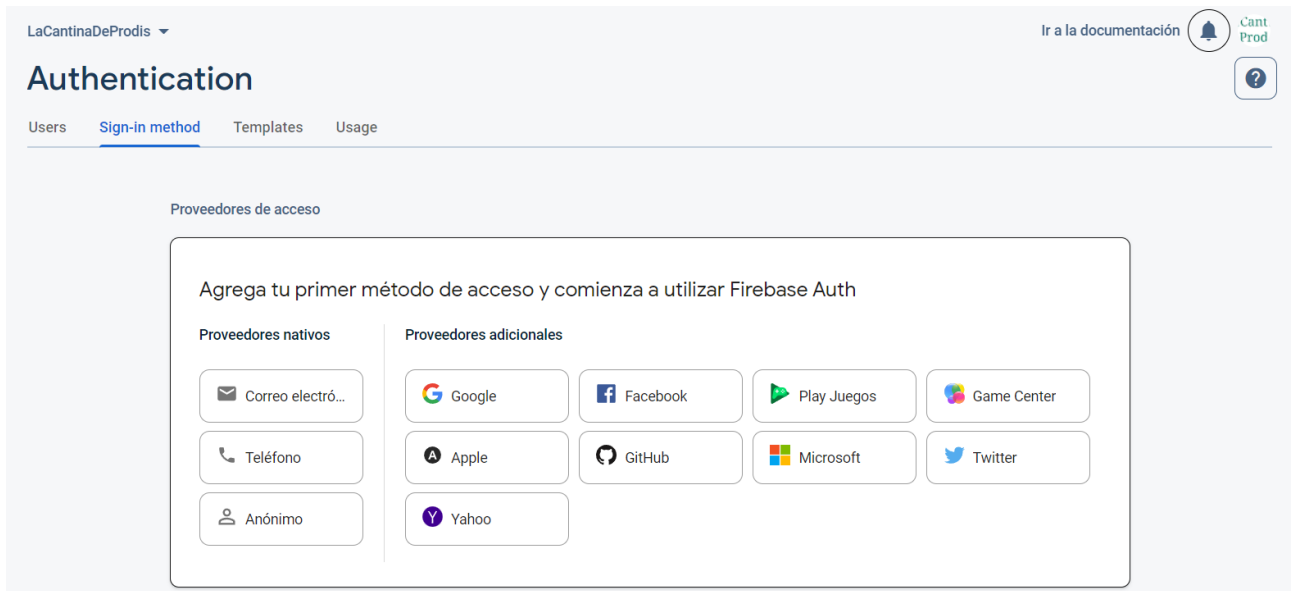 LaCantinaDeProdis
Ir a la documentación
Cant
Prod
Authentication
Users Sign-in method Templates Usage
Proveedores de acceso
Agrega tu primer método de acceso y comienza a utilizar Firebase Auth
Proveedores nativos
Proveedores adicionales
Correo electró...
Google
Facebook
Play Juegos
Game Center
Teléfono
Apple
GitHub
Microsoft
Twitter
Anónimo
Yahoo